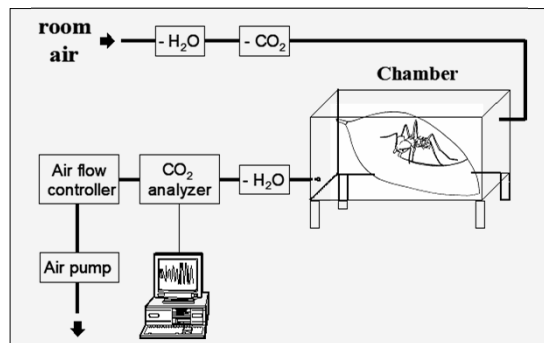 room
air
- H₂O
- CO₂
Chamber
Air flow
controller
CO₂
analyzer
- H₂O
Air pump